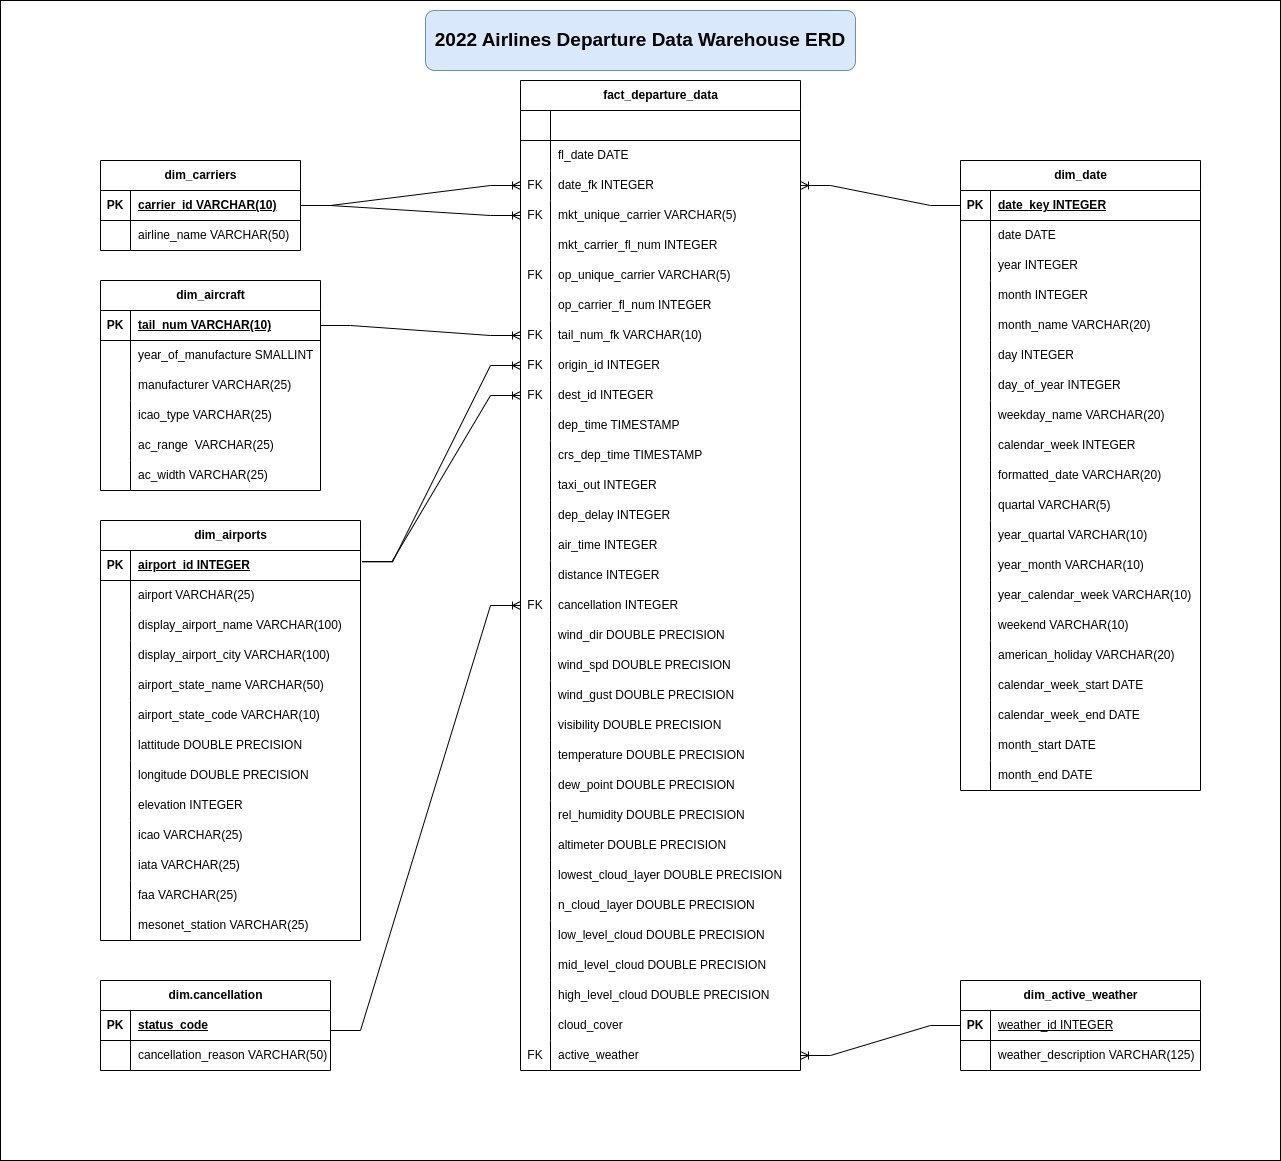 2022 Airlines Departure Data Warehouse ERD
dim_carriers
PK carrier_id VARCHAR(10)
airline_name VARCHAR(50)
dim_aircraft
PK tail_num VARCHAR(10)
year_of_manufacture SMALLINT
manufacturer VARCHAR(25)
icao_type VARCHAR(25)
ac_range  VARCHAR(25)
ac_width VARCHAR(25)
dim_airports
PK airport_id INTEGER
airport VARCHAR(25)
display_airport_name VARCHAR(100)
display_airport_city VARCHAR(100)
airport_state_name VARCHAR(50)
airport_state_code VARCHAR(10)
lattitude DOUBLE PRECISION
longitude DOUBLE PRECISION
elevation INTEGER
icao VARCHAR(25)
iata VARCHAR(25)
faa VARCHAR(25)
mesonet_station VARCHAR(25)
dim.cancellation
PK status_code
cancellation_reason VARCHAR(50)
fact_departure_data
fl_date DATE
FK date_fk INTEGER
FK mkt_unique_carrier VARCHAR(5)
mkt_carrier_fl_num INTEGER
FK op_unique_carrier VARCHAR(5)
op_carrier_fl_num INTEGER
FK tail_num_fk VARCHAR(10)
FK origin_id INTEGER
FK dest_id INTEGER
dep_time TIMESTAMP
crs_dep_time TIMESTAMP
taxi_out INTEGER
dep_delay INTEGER
air_time INTEGER
distance INTEGER
FK cancellation INTEGER
wind_dir DOUBLE PRECISION
wind_spd DOUBLE PRECISION
wind_gust DOUBLE PRECISION
visibility DOUBLE PRECISION
temperature DOUBLE PRECISION
dew_point DOUBLE PRECISION
rel_humidity DOUBLE PRECISION
altimeter DOUBLE PRECISION
lowest_cloud_layer DOUBLE PRECISION
n_cloud_layer DOUBLE PRECISION
low_level_cloud DOUBLE PRECISION
mid_level_cloud DOUBLE PRECISION
high_level_cloud DOUBLE PRECISION
cloud_cover
FK active_weather
dim_date
PK date_key INTEGER
date DATE
year INTEGER
month INTEGER
month_name VARCHAR(20)
day INTEGER
day_of_year INTEGER
weekday_name VARCHAR(20)
calendar_week INTEGER
formatted_date VARCHAR(20)
quartal VARCHAR(5)
year_quartal VARCHAR(10)
year_month VARCHAR(10)
year_calendar_week VARCHAR(10)
weekend VARCHAR(10)
american_holiday VARCHAR(20)
calendar_week_start DATE
calendar_week_end DATE
month_start DATE
month_end DATE
dim_active_weather
PK weather_id INTEGER
weather_description VARCHAR(125)